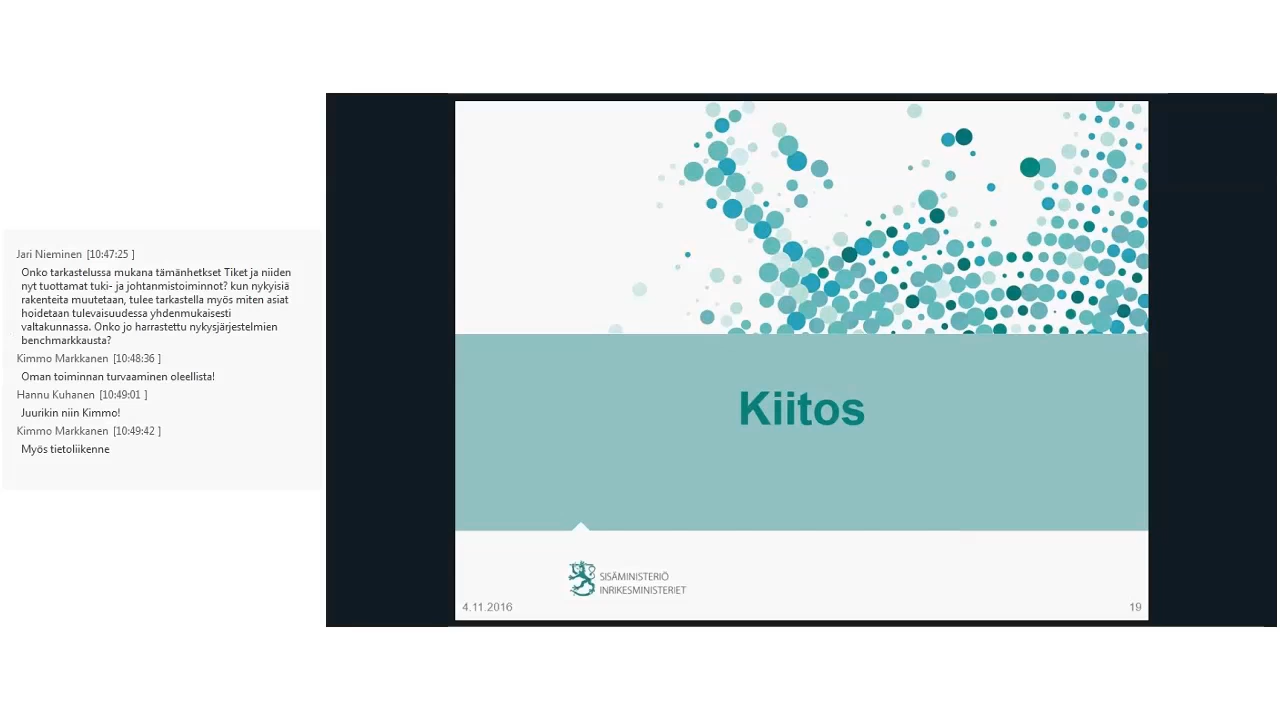 Jari Nieminen [10:47:25 ]
Onko tarkastelussa mukana tämänhetkset Tiket ja niiden
nyt tuottamat tuki- ja johtanmistoiminnot? kun nykyisiä
rakenteita muutetaan, tulee tarkastella myös miten asiat
hoidetaan tulevaisuudessa yhdenmukaisesti
valtakunnassa. Onko jo harrastettu nykysjärjestelmien
benchmarkkausta?
Kimmo Markkanen [10:48:36 ]
Oman toiminnan turvaaminen oleellista!
Hannu Kuhanen [10:49:01 ]
Juurikin niin Kimmo!
Kimmo Markkanen [10:49:42 ]
Myös tietoliikenne
Kiitos
SISÄMINISTERIÖ
INRIKESMINISTERIET
4.11.2016
19